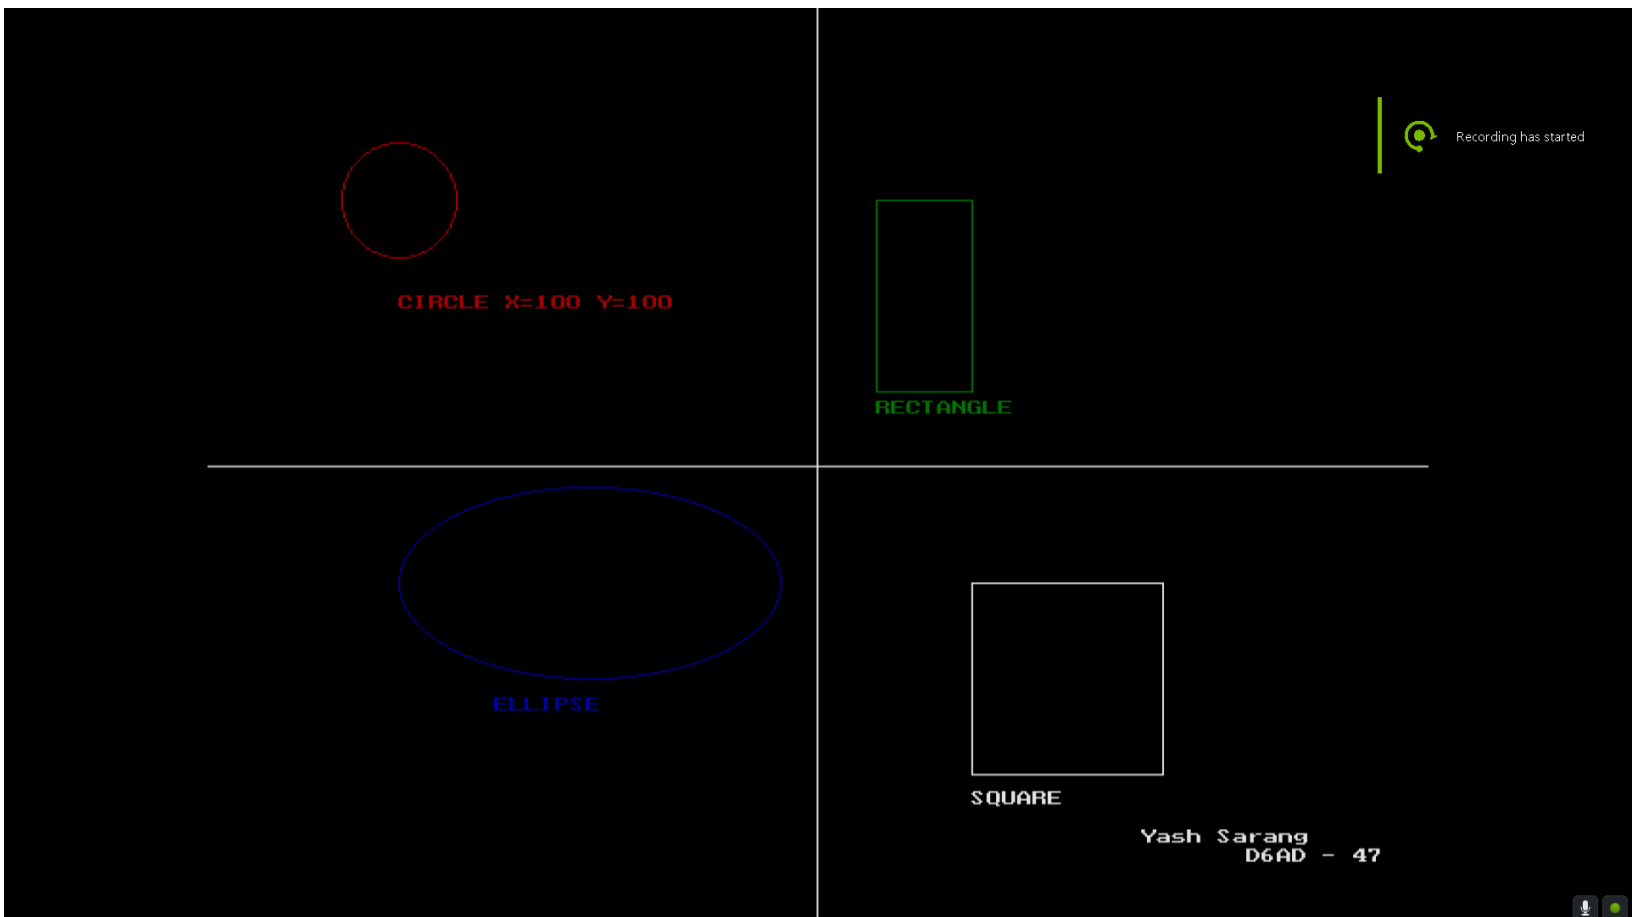 Recording has started
CIRCLE X=100 Y=100
RECTANGLE
ELLIPSE
SQUARE
Yash Sarang
D6AD - 47